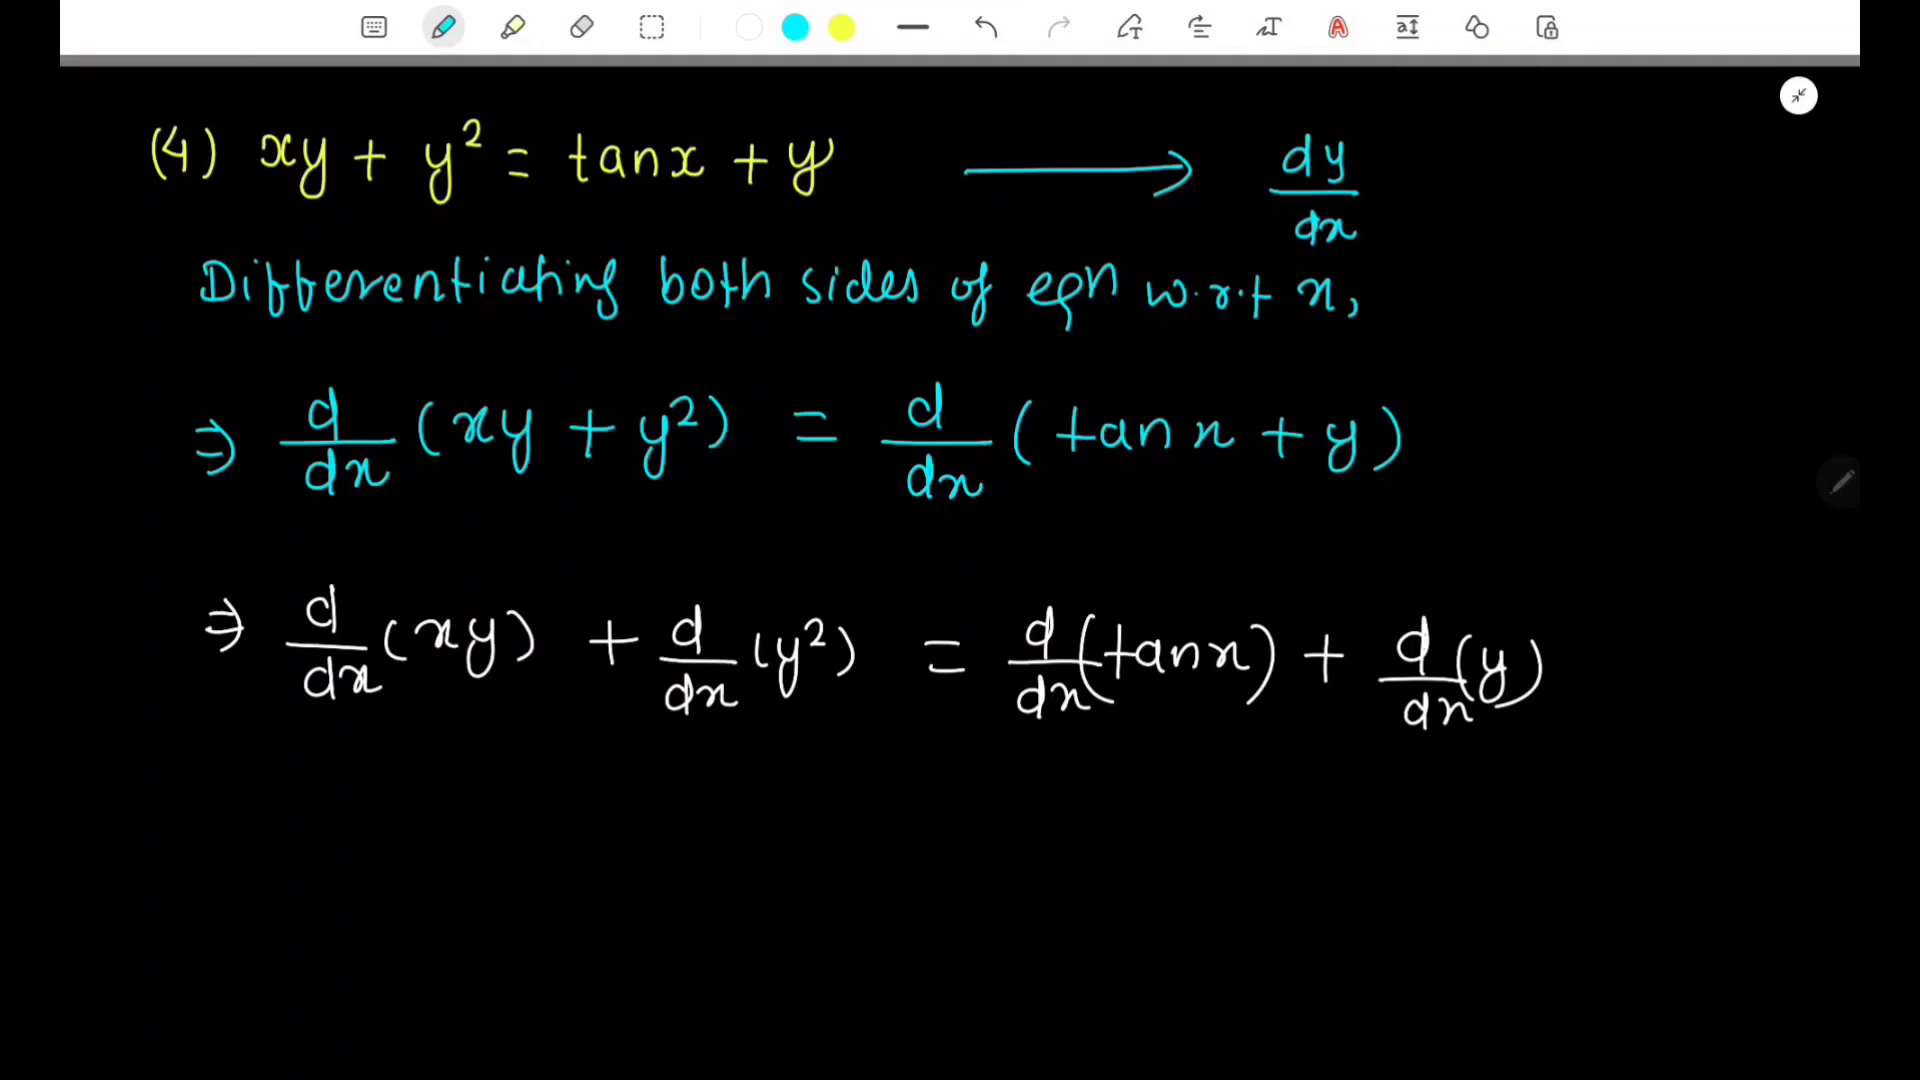 (4) xy + y² = tanx + y ⟶ dy/dx
Differentiating both sides of eqn w.r.t x,
⇒ d/dx (xy + y²) = d/dx (tan x + y)
⇒ d/dx (xy) + d/dx (y²) = d/dx (tan x) + d/dx (y)